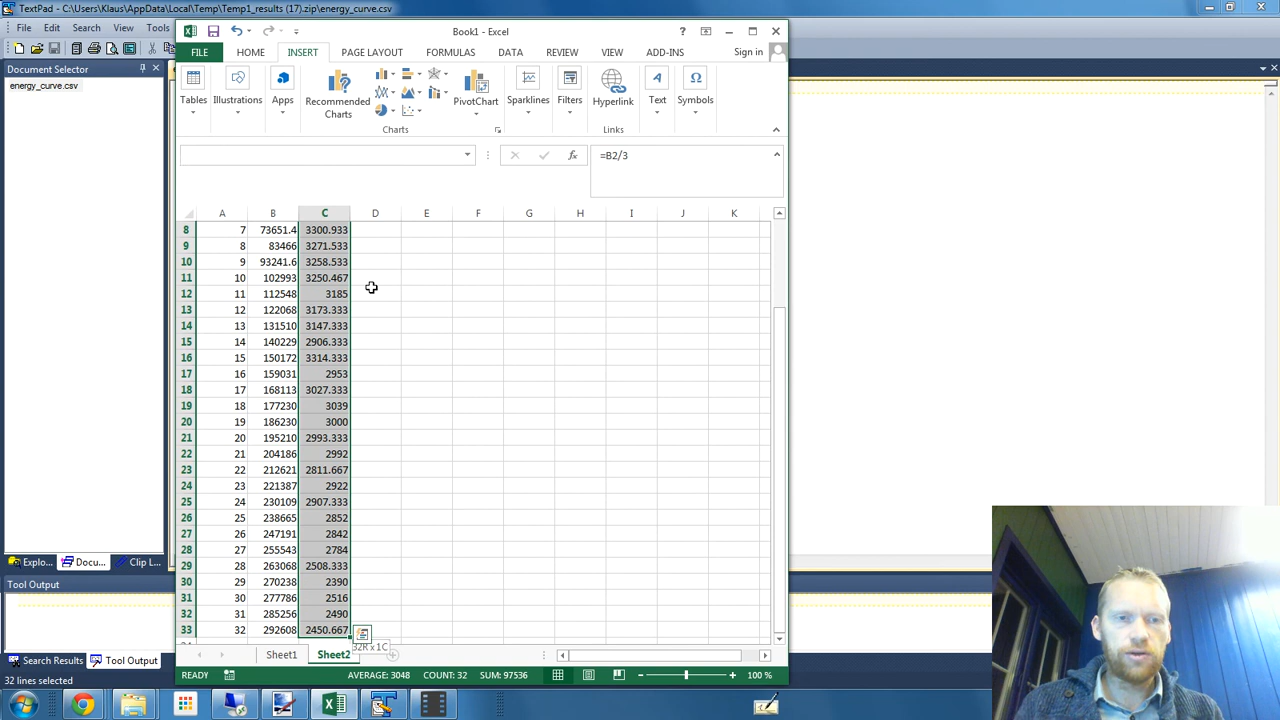 TextPad - C:\Users\Klaus\AppData\Local\Temp\Temp1_results (17).zip\energy_curve.csv
File Edit Search View Tools
Book1 - Excel
Document Selector
energy_curve.csv
FILE HOME INSERT PAGE LAYOUT FORMULAS DATA REVIEW VIEW ADD-INS Sign in
Tables Illustrations Apps Recommended Charts PivotChart Sparklines Filters Hyperlink Text Symbols
Charts Links
fx =B2/3
A B C D E F G H I J K
8 7 73651.4 3300.933
9 8 83466 3271.533
10 9 93241.6 3258.533
11 10 102993 3250.467
12 11 112548 3185
13 12 122068 3173.333
14 13 131510 3147.333
15 14 140229 2906.333
16 15 150172 3314.333
17 16 159031 2953
18 17 168113 3027.333
19 18 177230 3039
20 19 186230 3000
21 20 195210 2993.333
22 21 204186 2992
23 22 212621 2811.667
24 23 221387 2922
25 24 230109 2907.333
26 25 238665 2852
27 26 247191 2842
28 27 255543 2784
29 28 263068 2508.333
30 29 270238 2390
31 30 277786 2516
32 31 285256 2490
33 32 292608 2450.667
32R x 1C
Explo... Docu... Clip L...
Tool Output
Sheet1 Sheet2
Search Results Tool Output
READY AVERAGE: 3048 COUNT: 32 SUM: 97536 100 %
32 lines selected